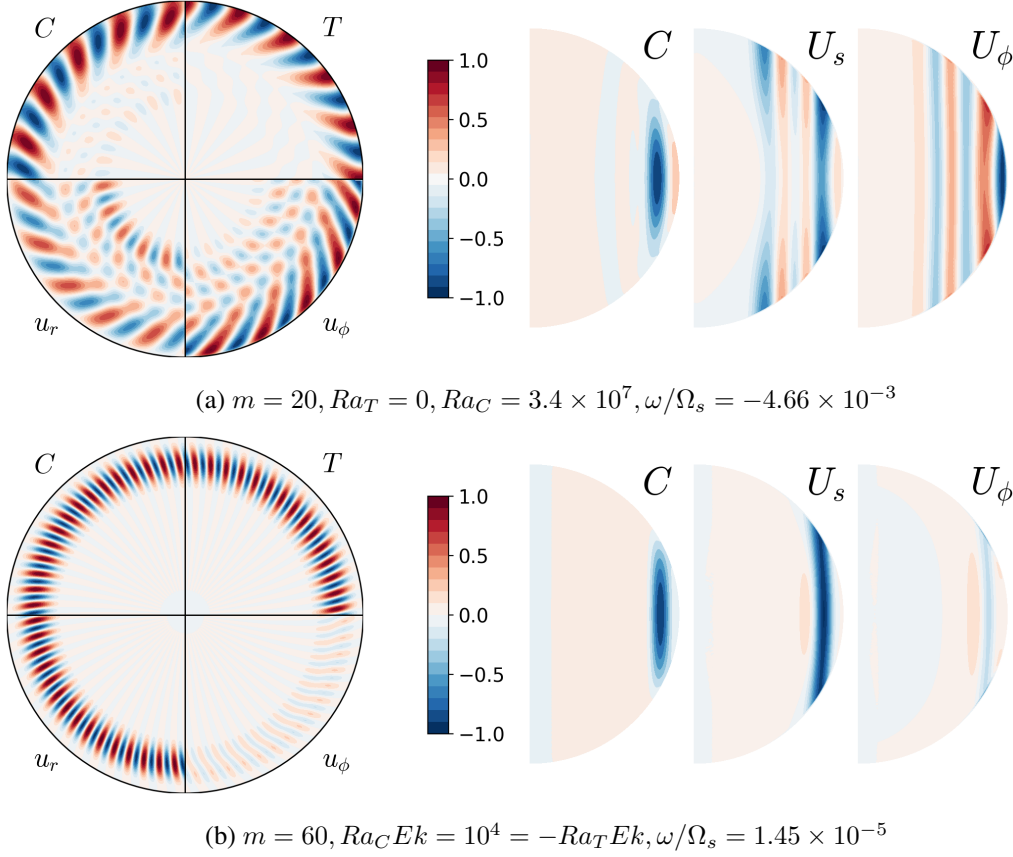 C T
u_r u_ϕ
1.0
0.5
0.0
−0.5
−1.0
C U_s U_ϕ
(a) m = 20, Ra_T = 0, Ra_C = 3.4 × 10^7, ω/Ω_s = −4.66 × 10^{−3}
C T
u_r u_ϕ
1.0
0.5
0.0
−0.5
−1.0
C U_s U_ϕ
(b) m = 60, Ra_C Ek = 10^4 = −Ra_T Ek, ω/Ω_s = 1.45 × 10^{−5}